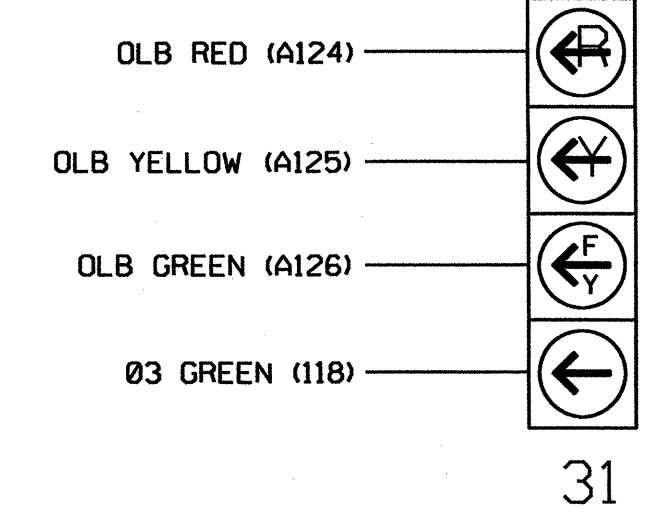 OLB RED (A124)
R
OLB YELLOW (A125)
Y
OLB GREEN (A126)
F
Y
03 GREEN (118)
31